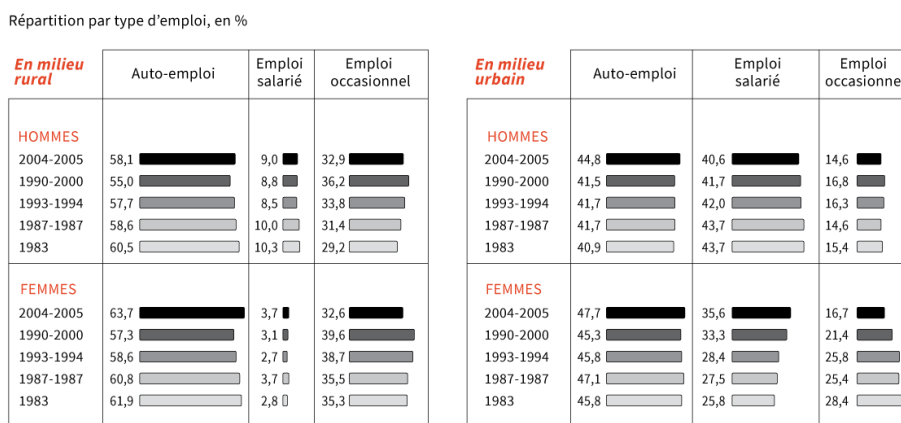 Répartition par type d'emploi, en %
En milieu rural Auto-emploi Emploi salarié Emploi occasionnel
HOMMES
2004-2005 58,1 9,0 32,9
1990-2000 55,0 8,8 36,2
1993-1994 57,7 8,5 33,8
1987-1987 58,6 10,0 31,4
1983 60,5 10,3 29,2
FEMMES
2004-2005 63,7 3,7 32,6
1990-2000 57,3 3,1 39,6
1993-1994 58,6 2,7 38,7
1987-1987 60,8 3,7 35,5
1983 61,9 2,8 35,3
En milieu urbain Auto-emploi Emploi salarié Emploi occasionne
HOMMES
2004-2005 44,8 40,6 14,6
1990-2000 41,5 41,7 16,8
1993-1994 41,7 42,0 16,3
1987-1987 41,7 43,7 14,6
1983 40,9 43,7 15,4
FEMMES
2004-2005 47,7 35,6 16,7
1990-2000 45,3 33,3 21,4
1993-1994 45,8 28,4 25,8
1987-1987 47,1 27,5 25,4
1983 45,8 25,8 28,4